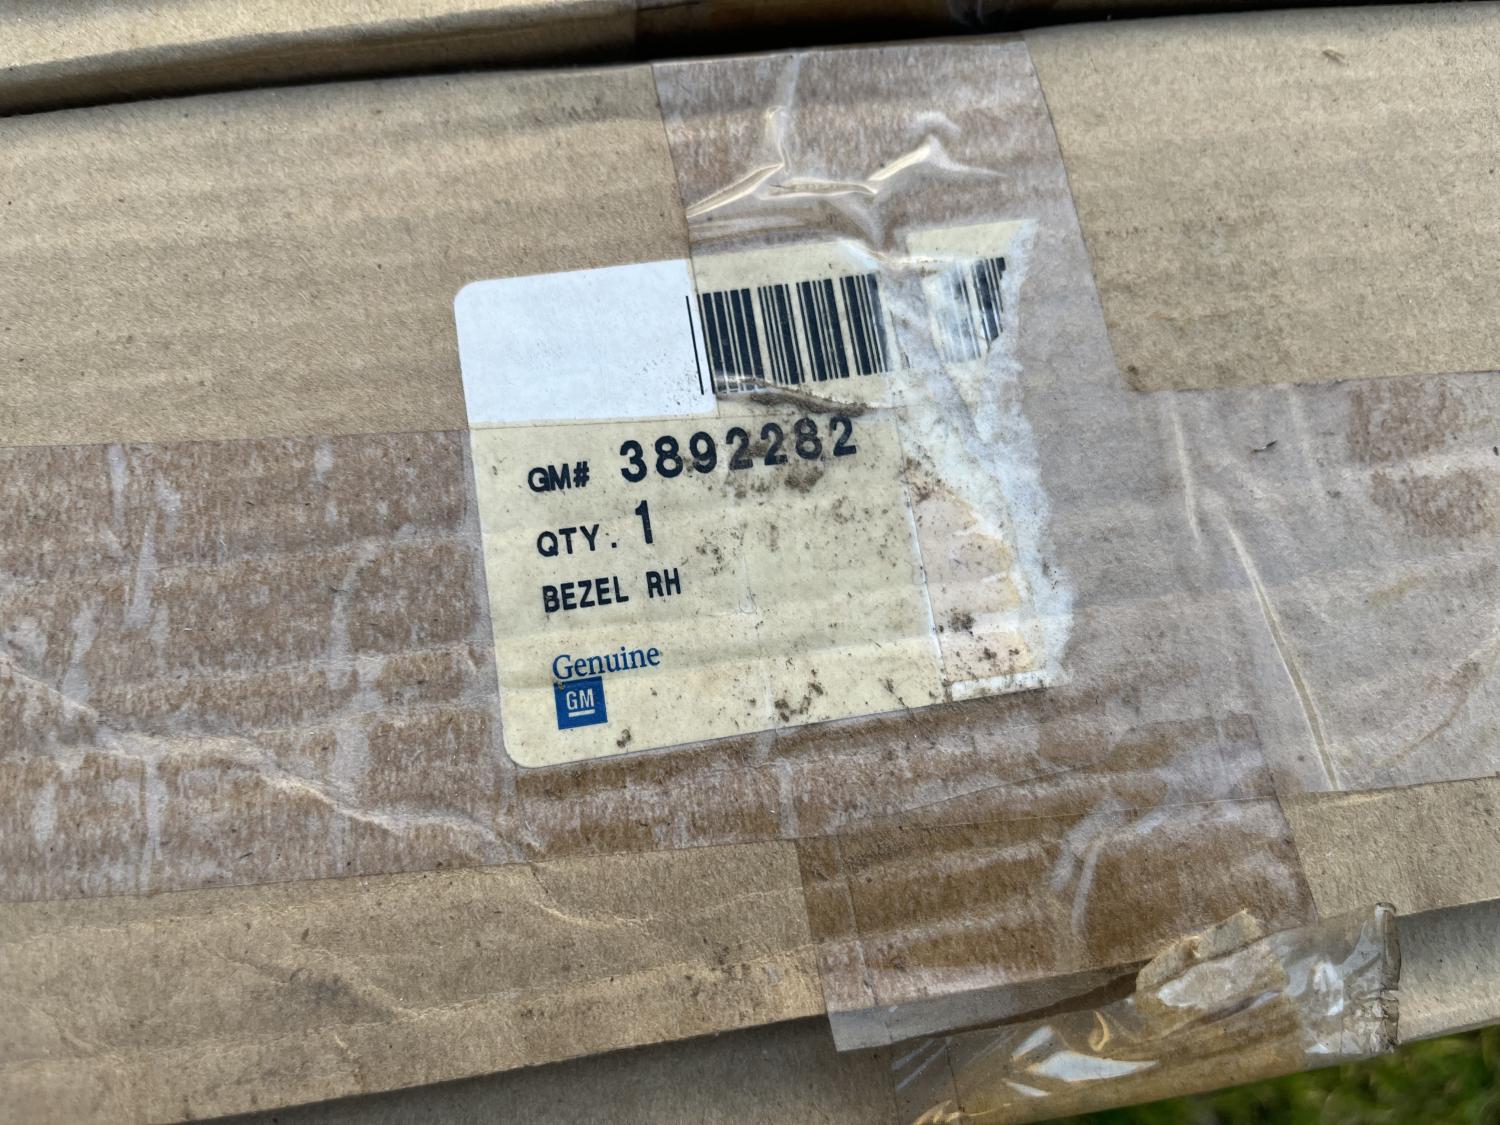 GM# 3892282
QTY. 1
BEZEL RH
Genuine
GM